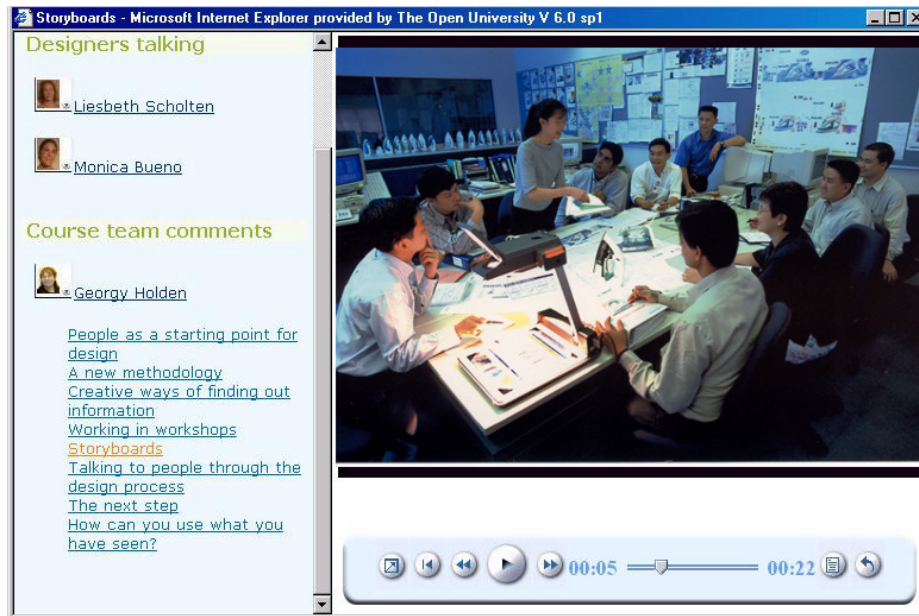 Storyboards - Microsoft Internet Explorer provided by The Open University V 6.0 sp1
Designers talking
Liesbeth Scholten
Monica Bueno
Course team comments
Georgy Holden
People as a starting point for
design
A new methodology
Creative ways of finding out
information
Working in workshops
Storyboards
Talking to people through the
design process
The next step
How can you use what you
have seen?
00:05
00:22